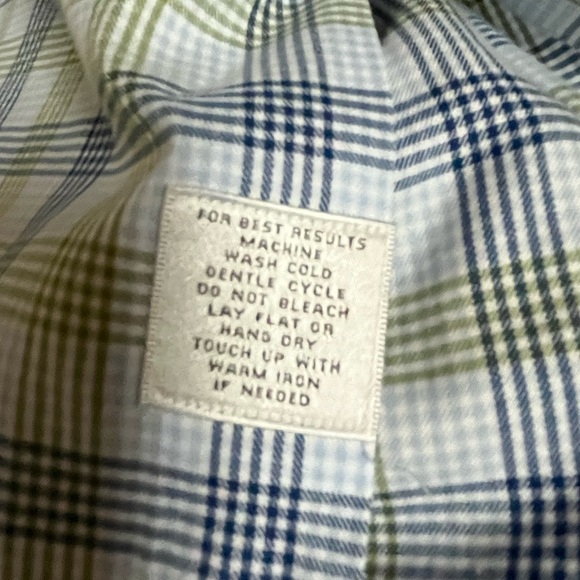 FOR BEST RESULTS
MACHINE
WASH COLD
GENTLE CYCLE
DO NOT BLEACH
LAY FLAT OR
HAND DRY
TOUCH UP WITH
WARM IRON
IF NEEDED